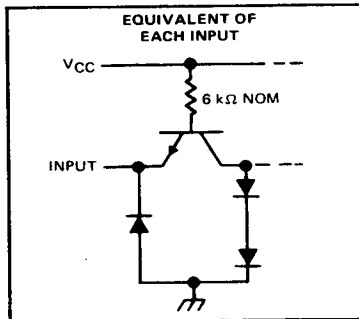 EQUIVALENT OF
EACH INPUT
VCC
6 kΩ NOM
INPUT